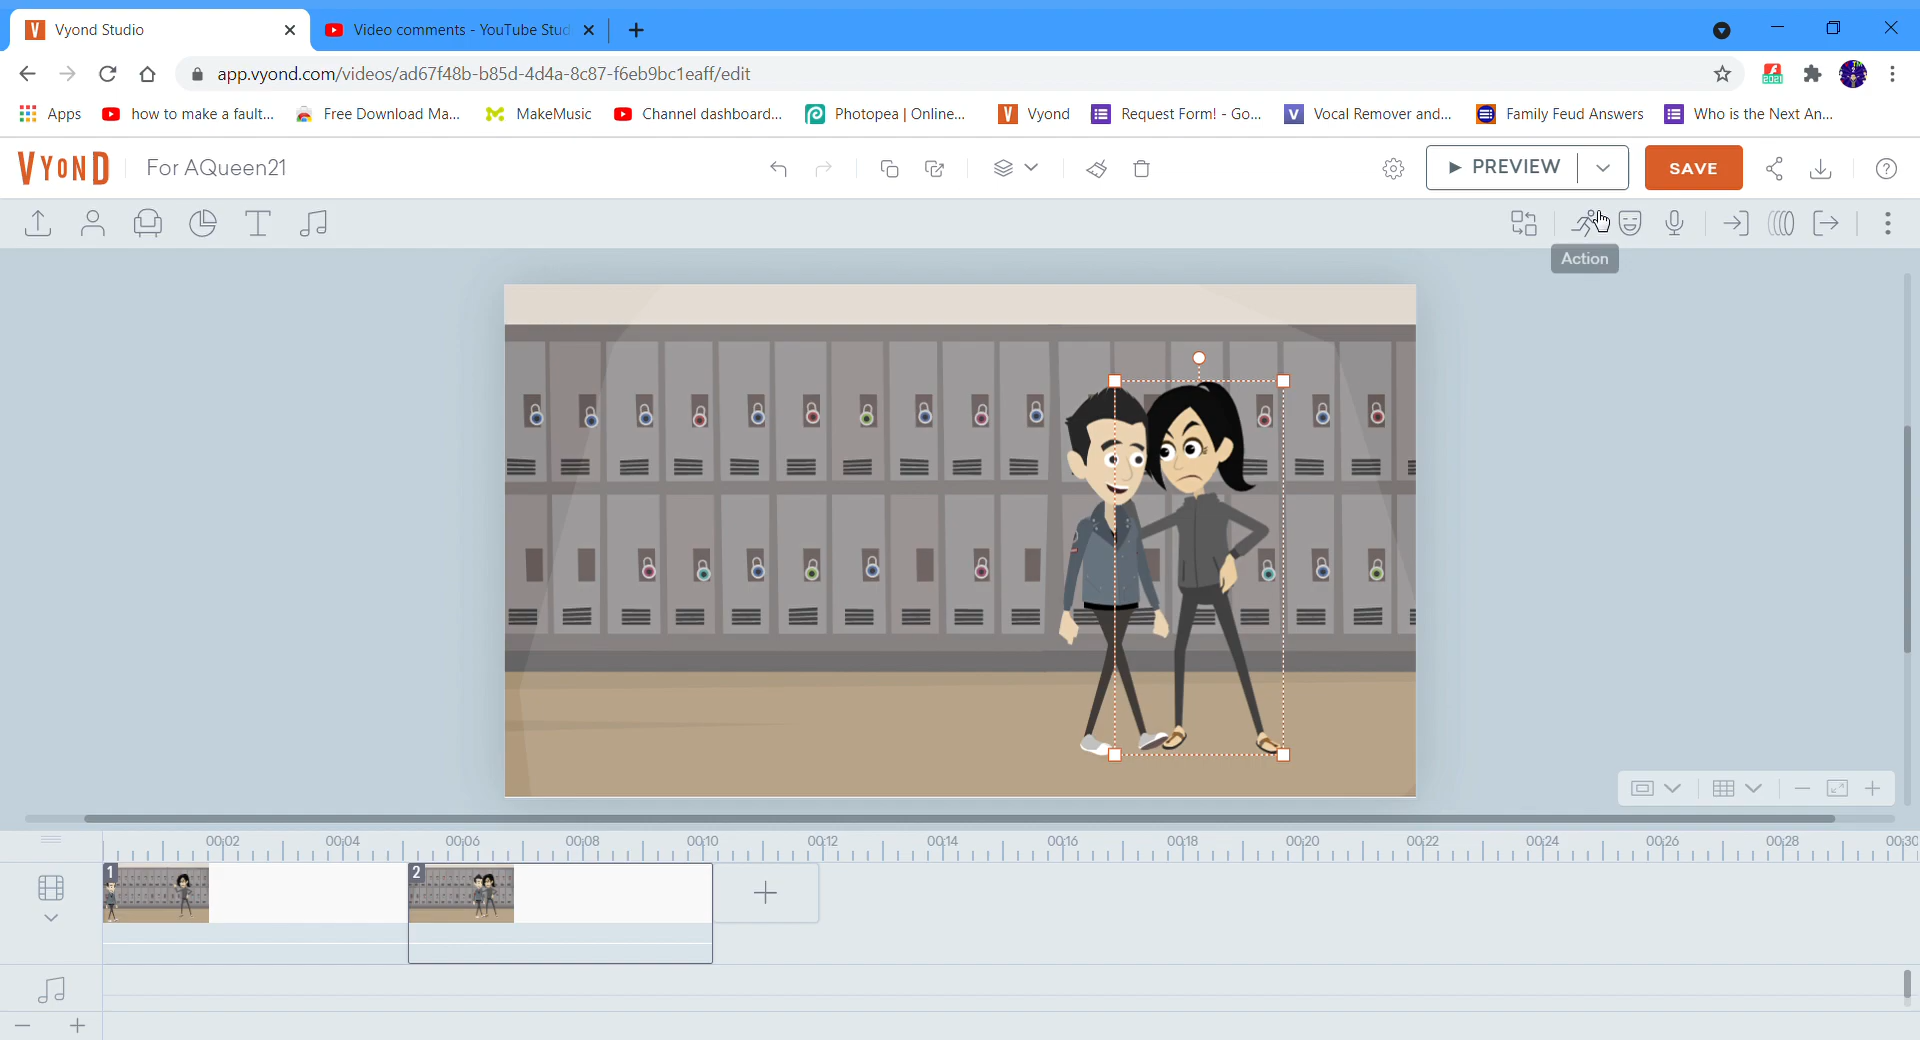 Vyond Studio
Video comments - YouTube Stud
app.vyond.com/videos/ad67f48b-b85d-4d4a-8c87-f6eb9bc1eaff/edit
Apps how to make a fault... Free Download Ma... MakeMusic Channel dashboard... Photopea | Online... Vyond Request Form! - Go... Vocal Remover and... Family Feud Answers Who is the Next An...
VYOND For AQueen21 PREVIEW SAVE
Action
00:02 00:04 00:06 00:08 00:10 00:12 00:14 00:16 00:18 00:20 00:22 00:24 00:26 00:28 00:30
1 2